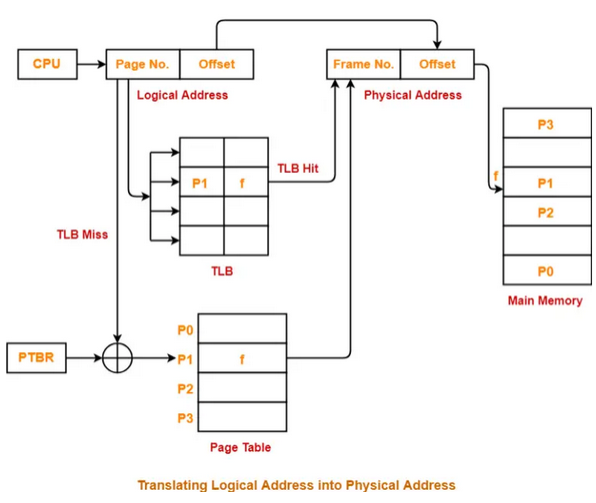 CPU
Page No.
Offset
Frame No.
Offset
Logical Address
Physical Address
P3
TLB Hit
P1
f
f
P1
P2
TLB Miss
TLB
P0
Main Memory
P0
PTBR
P1
f
P2
P3
Page Table
Translating Logical Address into Physical Address